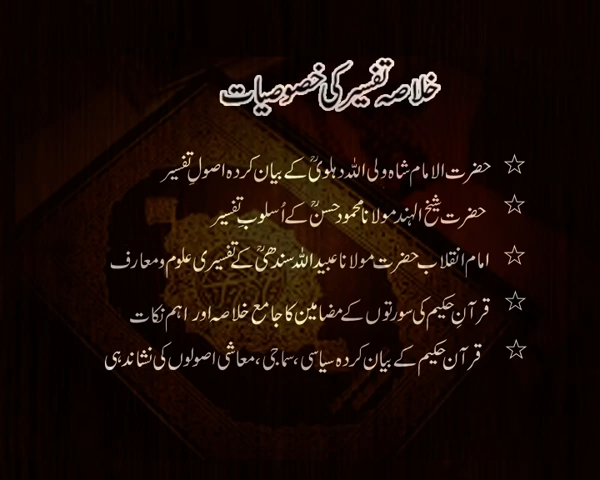 خلاصہ تفسیر کی خصوصیات
☆ حضرت الامام شاہ ولی اللہ دہلویؒ کے بیان کردہ اصولِ تفسیر
☆ حضرت شیخ الہند مولانا محمود حسنؒ کے اُسلوب تفسیر
☆ امام انقلاب حضرت مولانا عبید اللہ سندھیؒ کے تفسیری علوم و معارف
☆ قرآنِ حکیم کی سورتوں کے مضامین کا جامع خلاصہ اور اہم نکات
☆ قرآن حکیم کے بیان کردہ سیاسی، سماجی، معاشی اصولوں کی نشاندہی